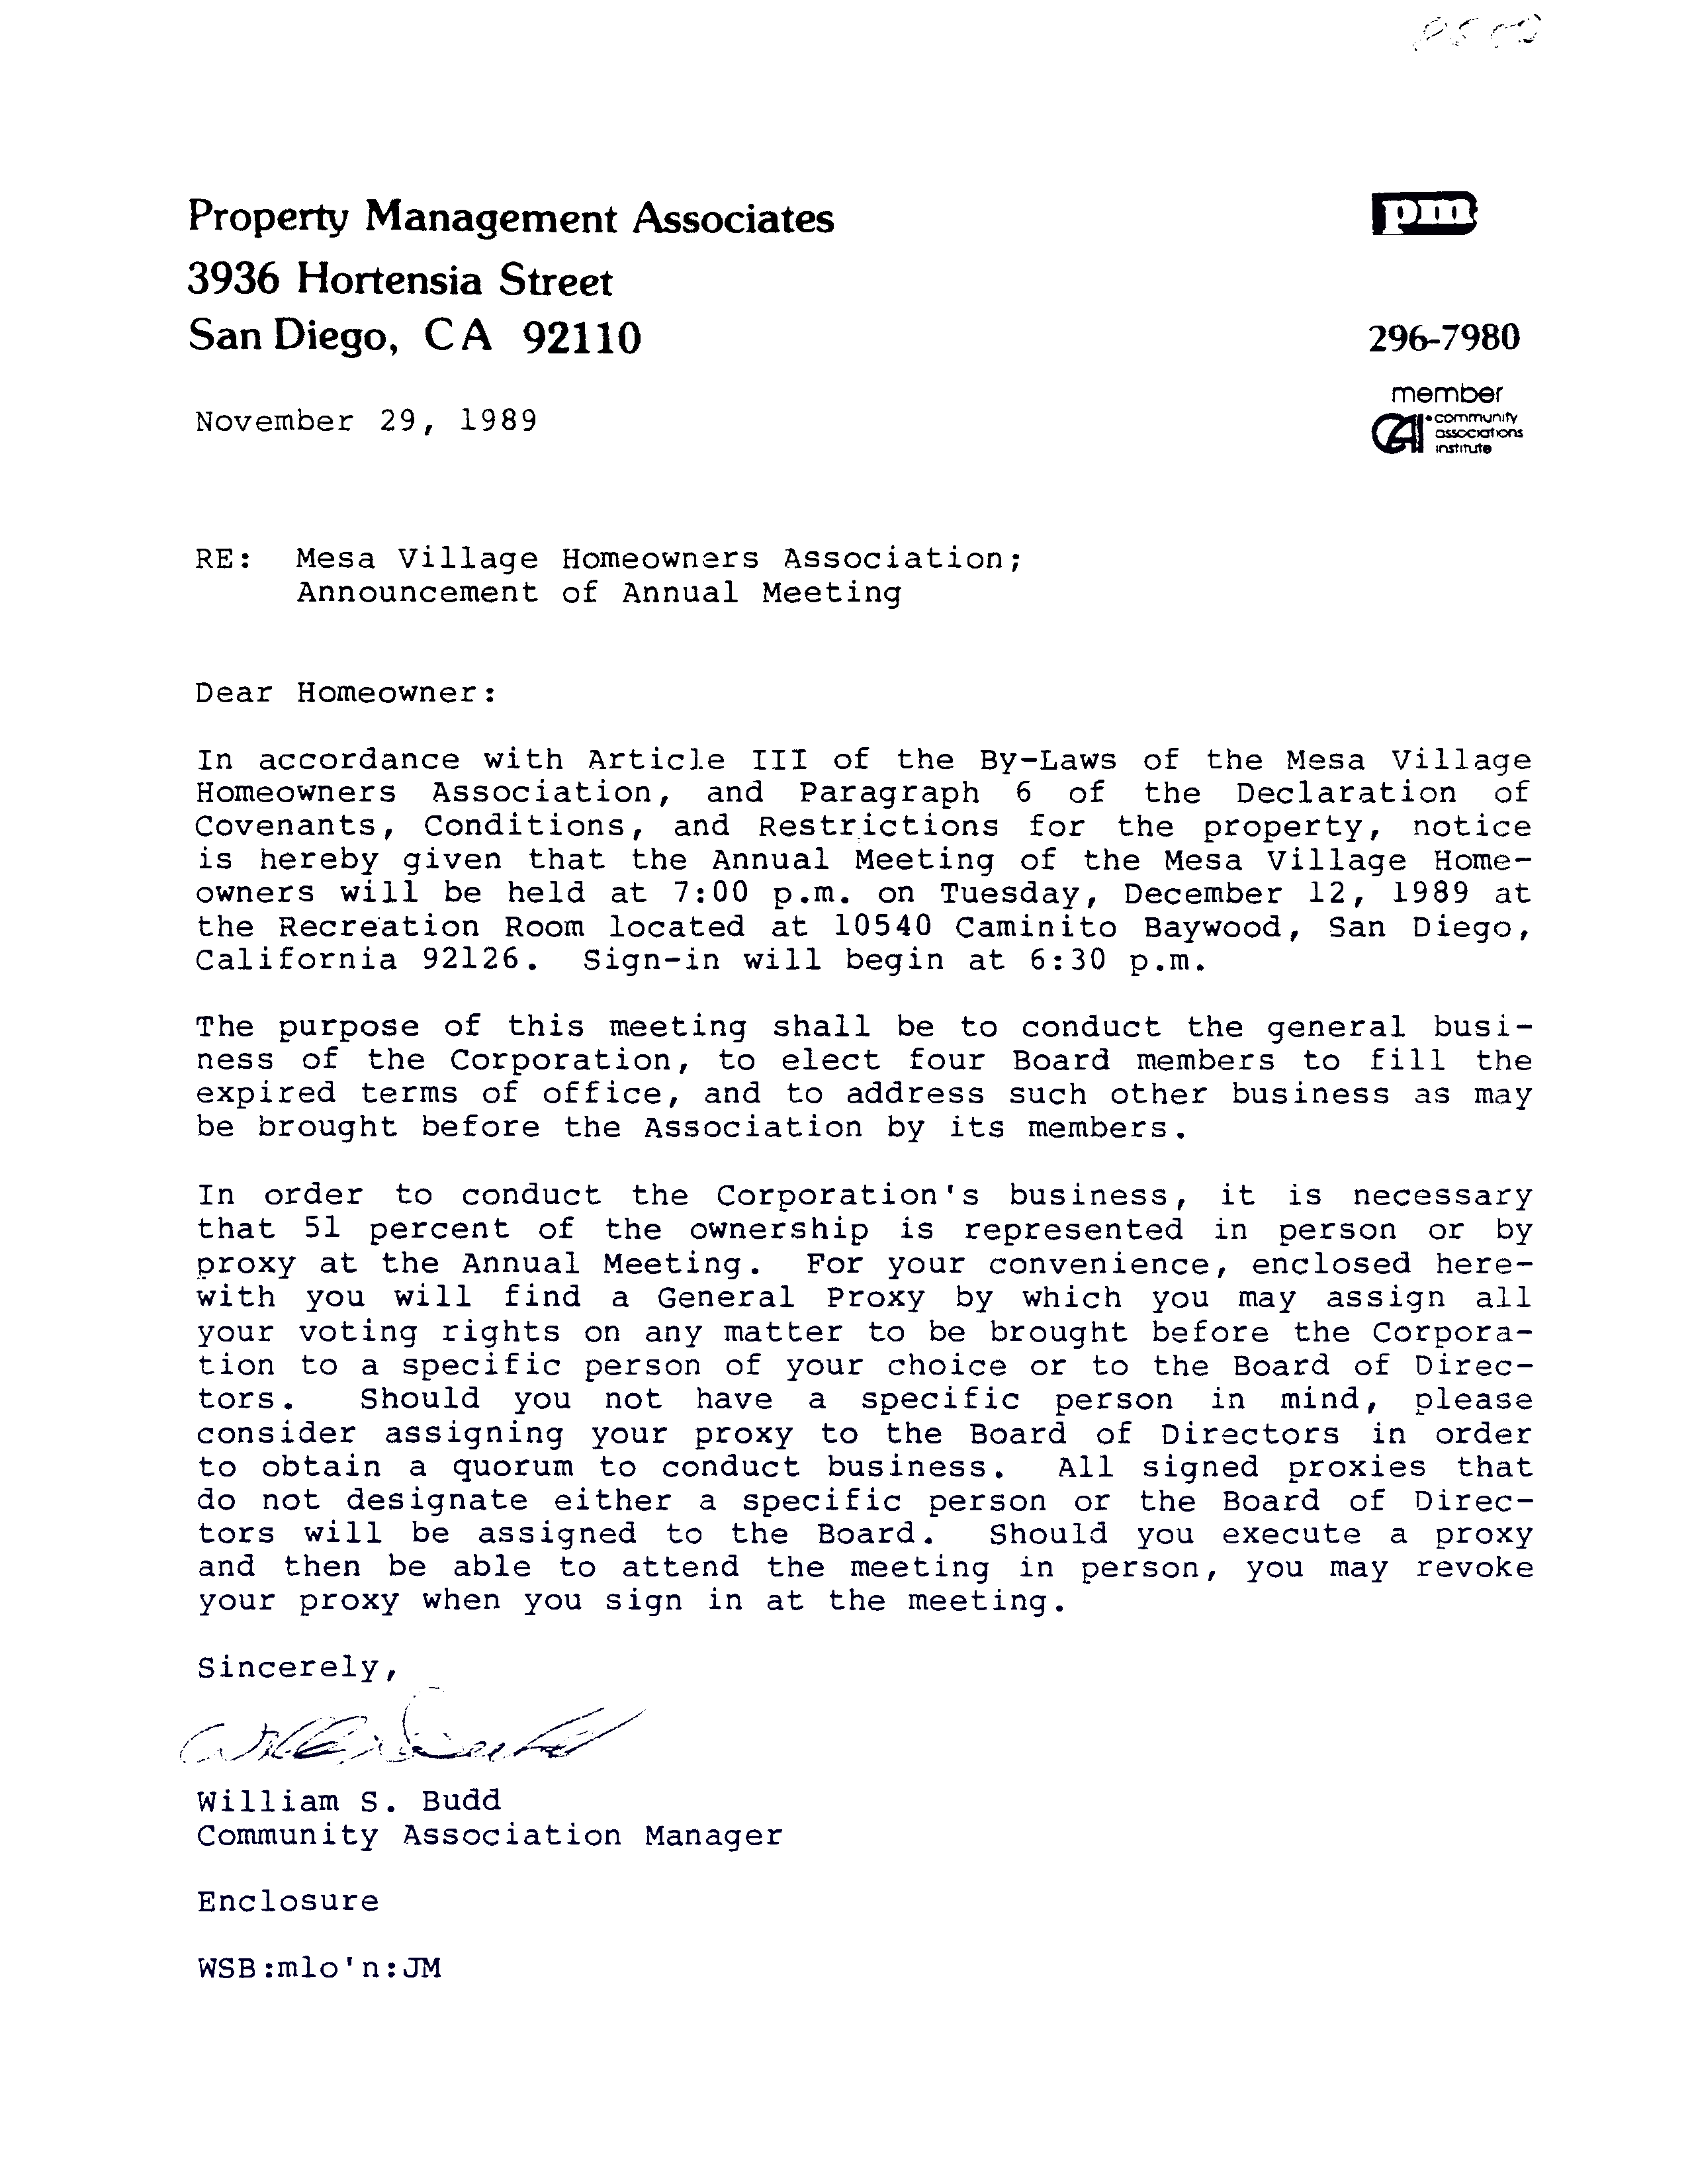 Property Management Associates
pm
3936 Hortensia Street
San Diego, CA 92110
296-7980
member
CAI community
associations
institute
November 29, 1989
RE: Mesa Village Homeowners Association;
Announcement of Annual Meeting
Dear Homeowner:
In accordance with Article III of the By-Laws of the Mesa Village
Homeowners Association, and Paragraph 6 of the Declaration of
Covenants, Conditions, and Restrictions for the property, notice
is hereby given that the Annual Meeting of the Mesa Village Home-
owners will be held at 7:00 p.m. on Tuesday, December 12, 1989 at
the Recreation Room located at 10540 Caminito Baywood, San Diego,
California 92126. Sign-in will begin at 6:30 p.m.
The purpose of this meeting shall be to conduct the general busi-
ness of the Corporation, to elect four Board members to fill the
expired terms of office, and to address such other business as may
be brought before the Association by its members.
In order to conduct the Corporation's business, it is necessary
that 51 percent of the ownership is represented in person or by
proxy at the Annual Meeting. For your convenience, enclosed here-
with you will find a General Proxy by which you may assign all
your voting rights on any matter to be brought before the Corpora-
tion to a specific person of your choice or to the Board of Direc-
tors. Should you not have a specific person in mind, please
consider assigning your proxy to the Board of Directors in order
to obtain a quorum to conduct business. All signed proxies that
do not designate either a specific person or the Board of Direc-
tors will be assigned to the Board. Should you execute a proxy
and then be able to attend the meeting in person, you may revoke
your proxy when you sign in at the meeting.
Sincerely,
William S. Budd
Community Association Manager
Enclosure
WSB:mlo'n:JM